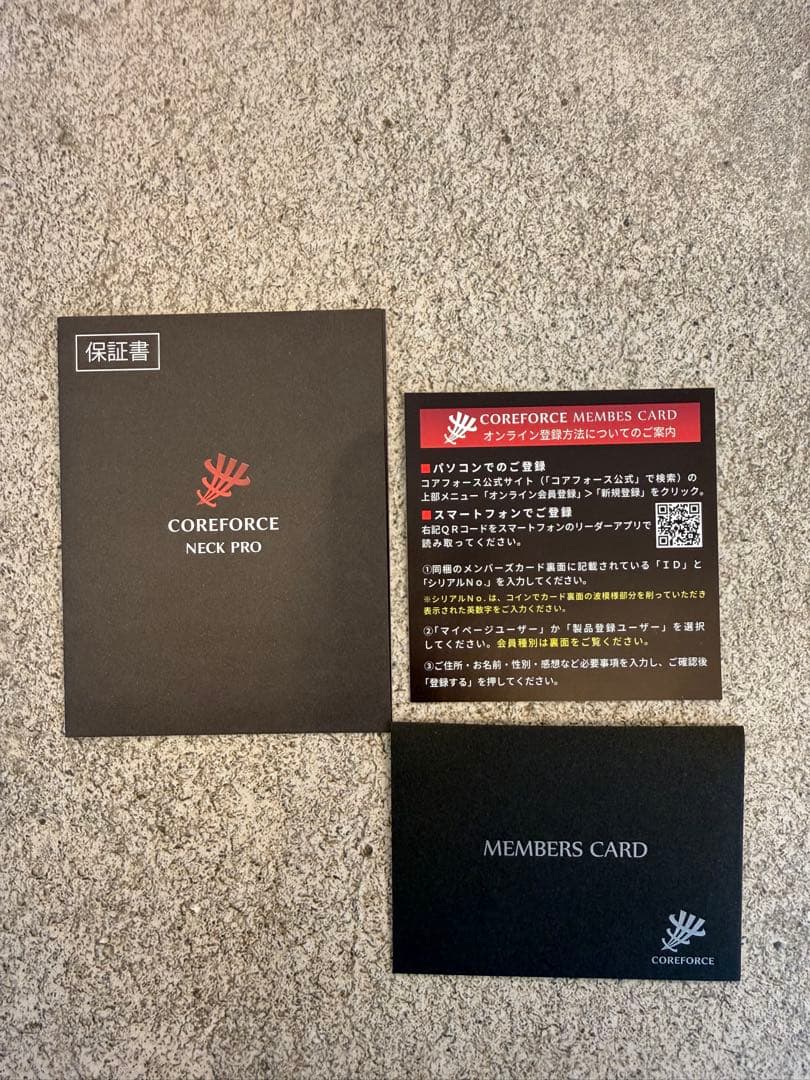 保証書
COREFORCE
NECK PRO
COREFORCE MEMBES CARD
オンライン登録方法についてのご案内
■パソコンでのご登録
コアフォース公式サイト（「コアフォース公式」で検索）の
上部メニュー「オンライン会員登録」>「新規登録」をクリック。
■スマートフォンでご登録
右記QRコードをスマートフォンのリーダーアプリで
読み取ってください。
①同梱のメンバーズカード裏面に記載されている「ID」と
「シリアルNo.」を入力してください。
※シリアルNo.は、コインでカード裏面の波模様部分を削っていただき
表示された英数字をご入力ください。
②「マイページユーザー」か「製品登録ユーザー」を選択
してください。会員種別は裏面をご覧ください。
③ご住所・お名前・性別・感想など必要事項を入力し、ご確認後
「登録する」を押してください。
MEMBERS CARD
COREFORCE